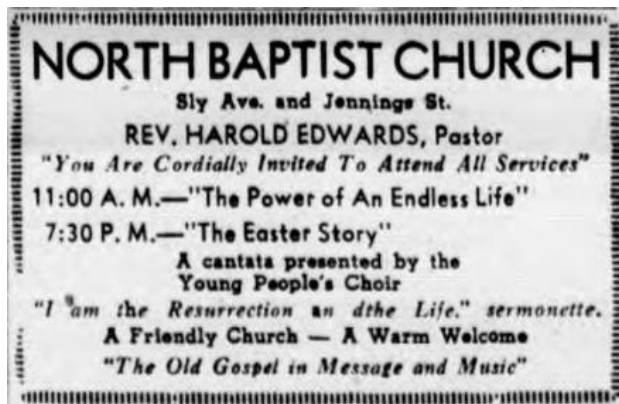 NORTH BAPTIST CHURCH
Sly Ave. and Jennings St.
REV. HAROLD EDWARDS, Pastor
"You Are Cordially Invited To Attend All Services"
11:00 A. M.—"The Power of An Endless Life"
7:30 P. M.—"The Easter Story"
A cantata presented by the
Young People's Choir
"I am the Resurrection an dthe Life." sermonette.
A Friendly Church — A Warm Welcome
"The Old Gospel in Message and Music"